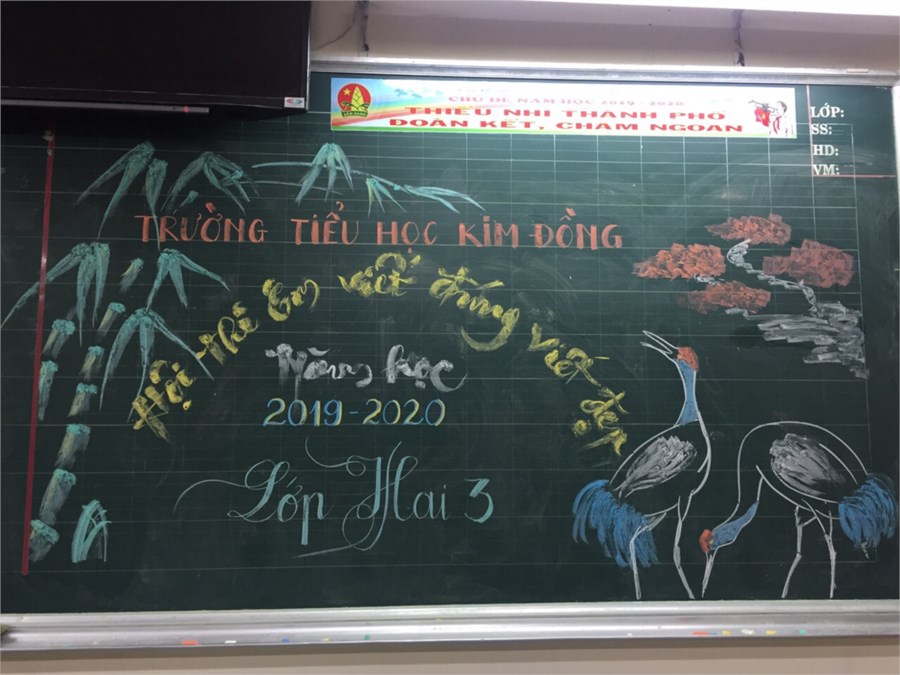 CHỦ ĐỀ NĂM HỌC 2019 - 2020
THIẾU NHI THÀNH PHỐ
ĐOÀN KẾT, CHĂM NGOAN
LỚP:
SS:
HD:
VM:
TRƯỜNG TIỂU HỌC KIM ĐỒNG
Hội thi Em viết đúng viết đẹp
Năm học
2019-2020
Lớp Hai 3